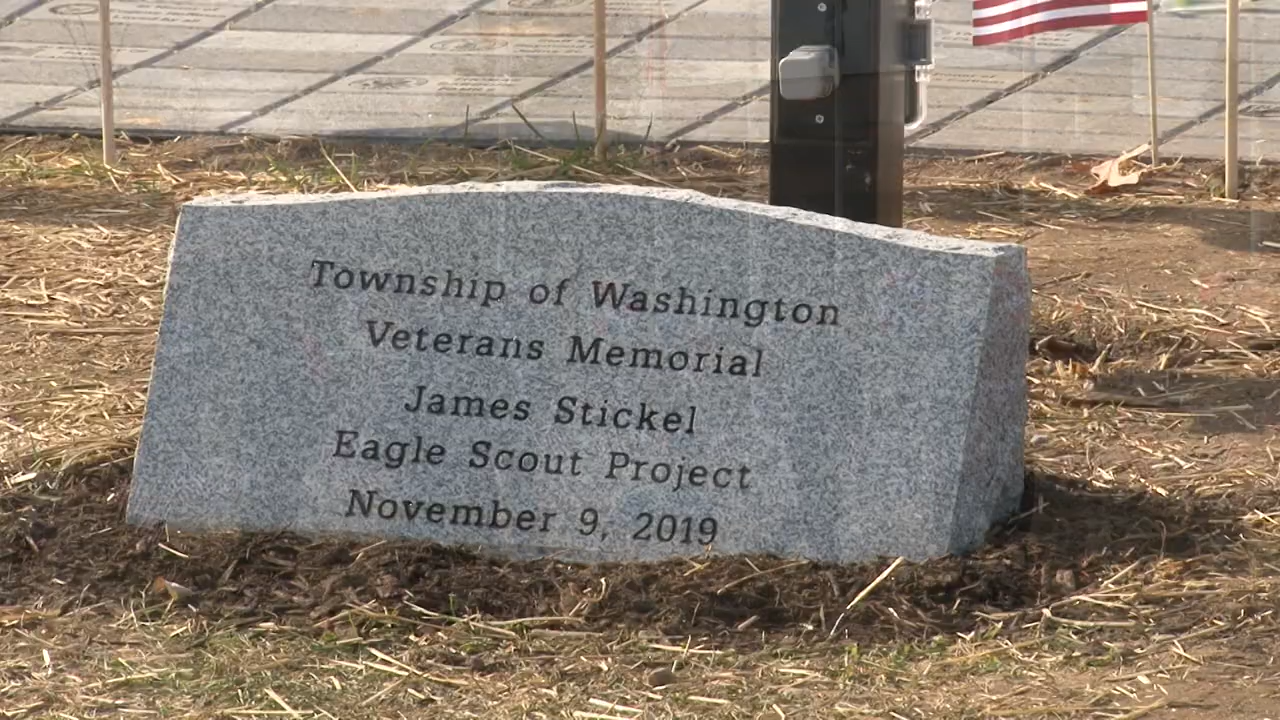 Township of Washington
Veterans Memorial
James Stickel
Eagle Scout Project
November 9, 2019